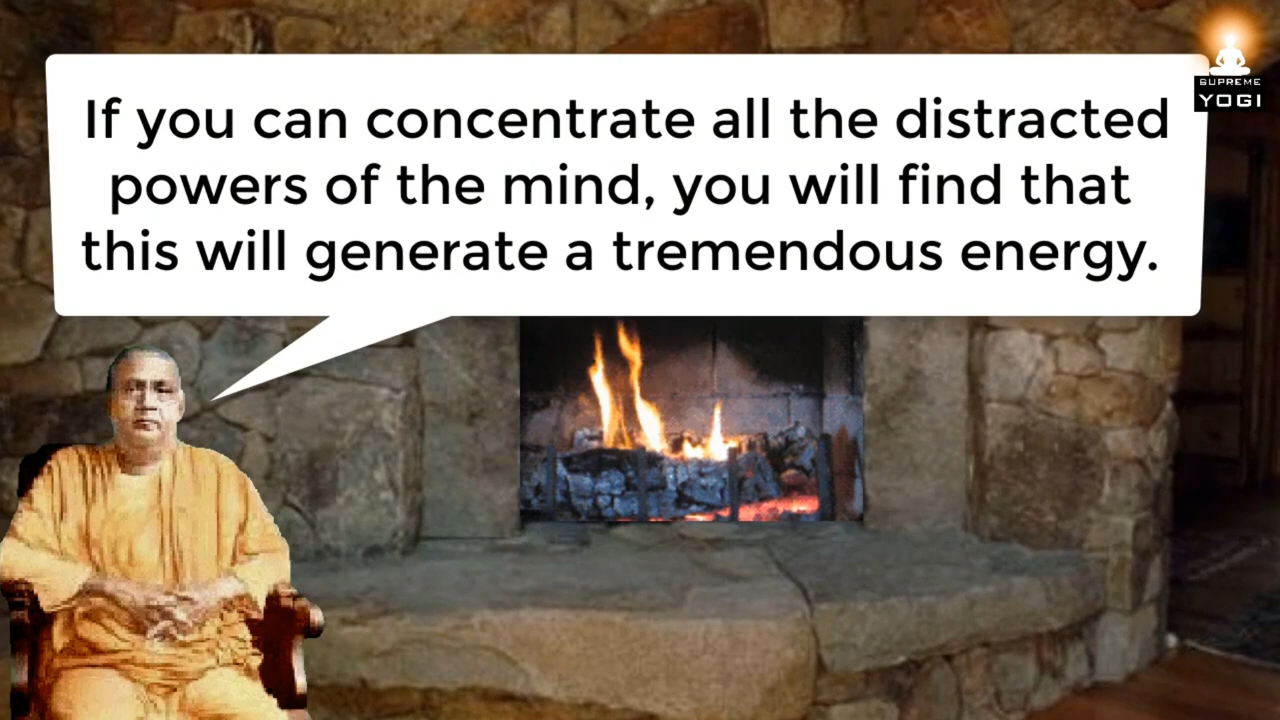 If you can concentrate all the distracted
powers of the mind, you will find that
this will generate a tremendous energy.
SUPREME
YOGI